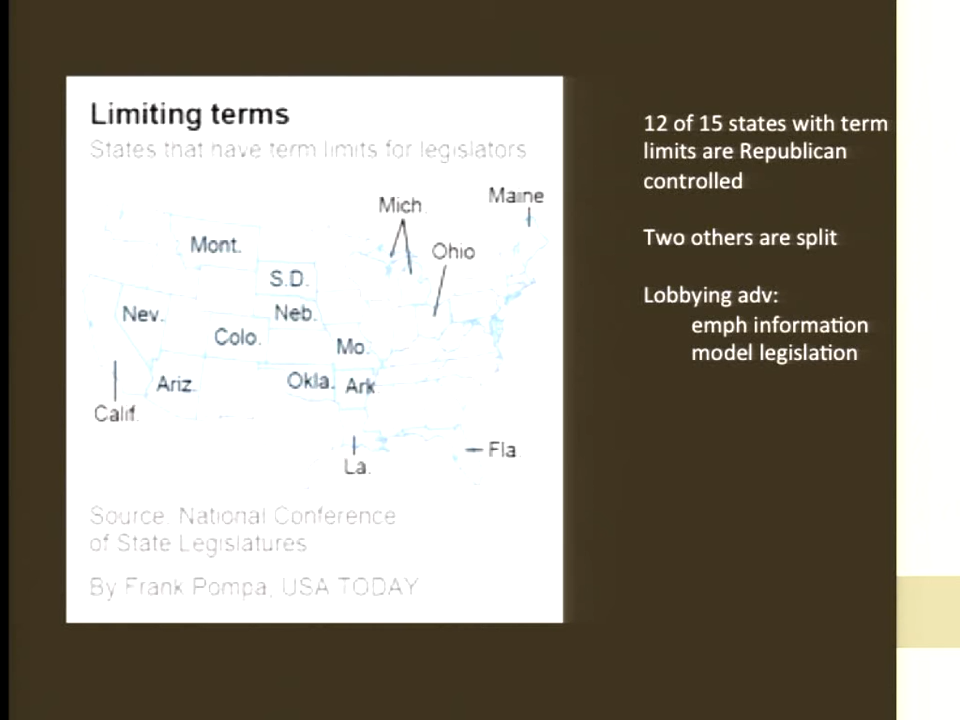 Limiting terms
States that have term limits for legislators
Mich.
Maine
Mont.
Ohio
S.D.
Nev.
Neb.
Colo.
Mo.
Ariz.
Okla.
Ark.
Calif.
La.
Fla.
Source: National Conference
of State Legislatures
By Frank Pompa, USA TODAY
12 of 15 states with term
limits are Republican
controlled
Two others are split
Lobbying adv:
emph information
model legislation